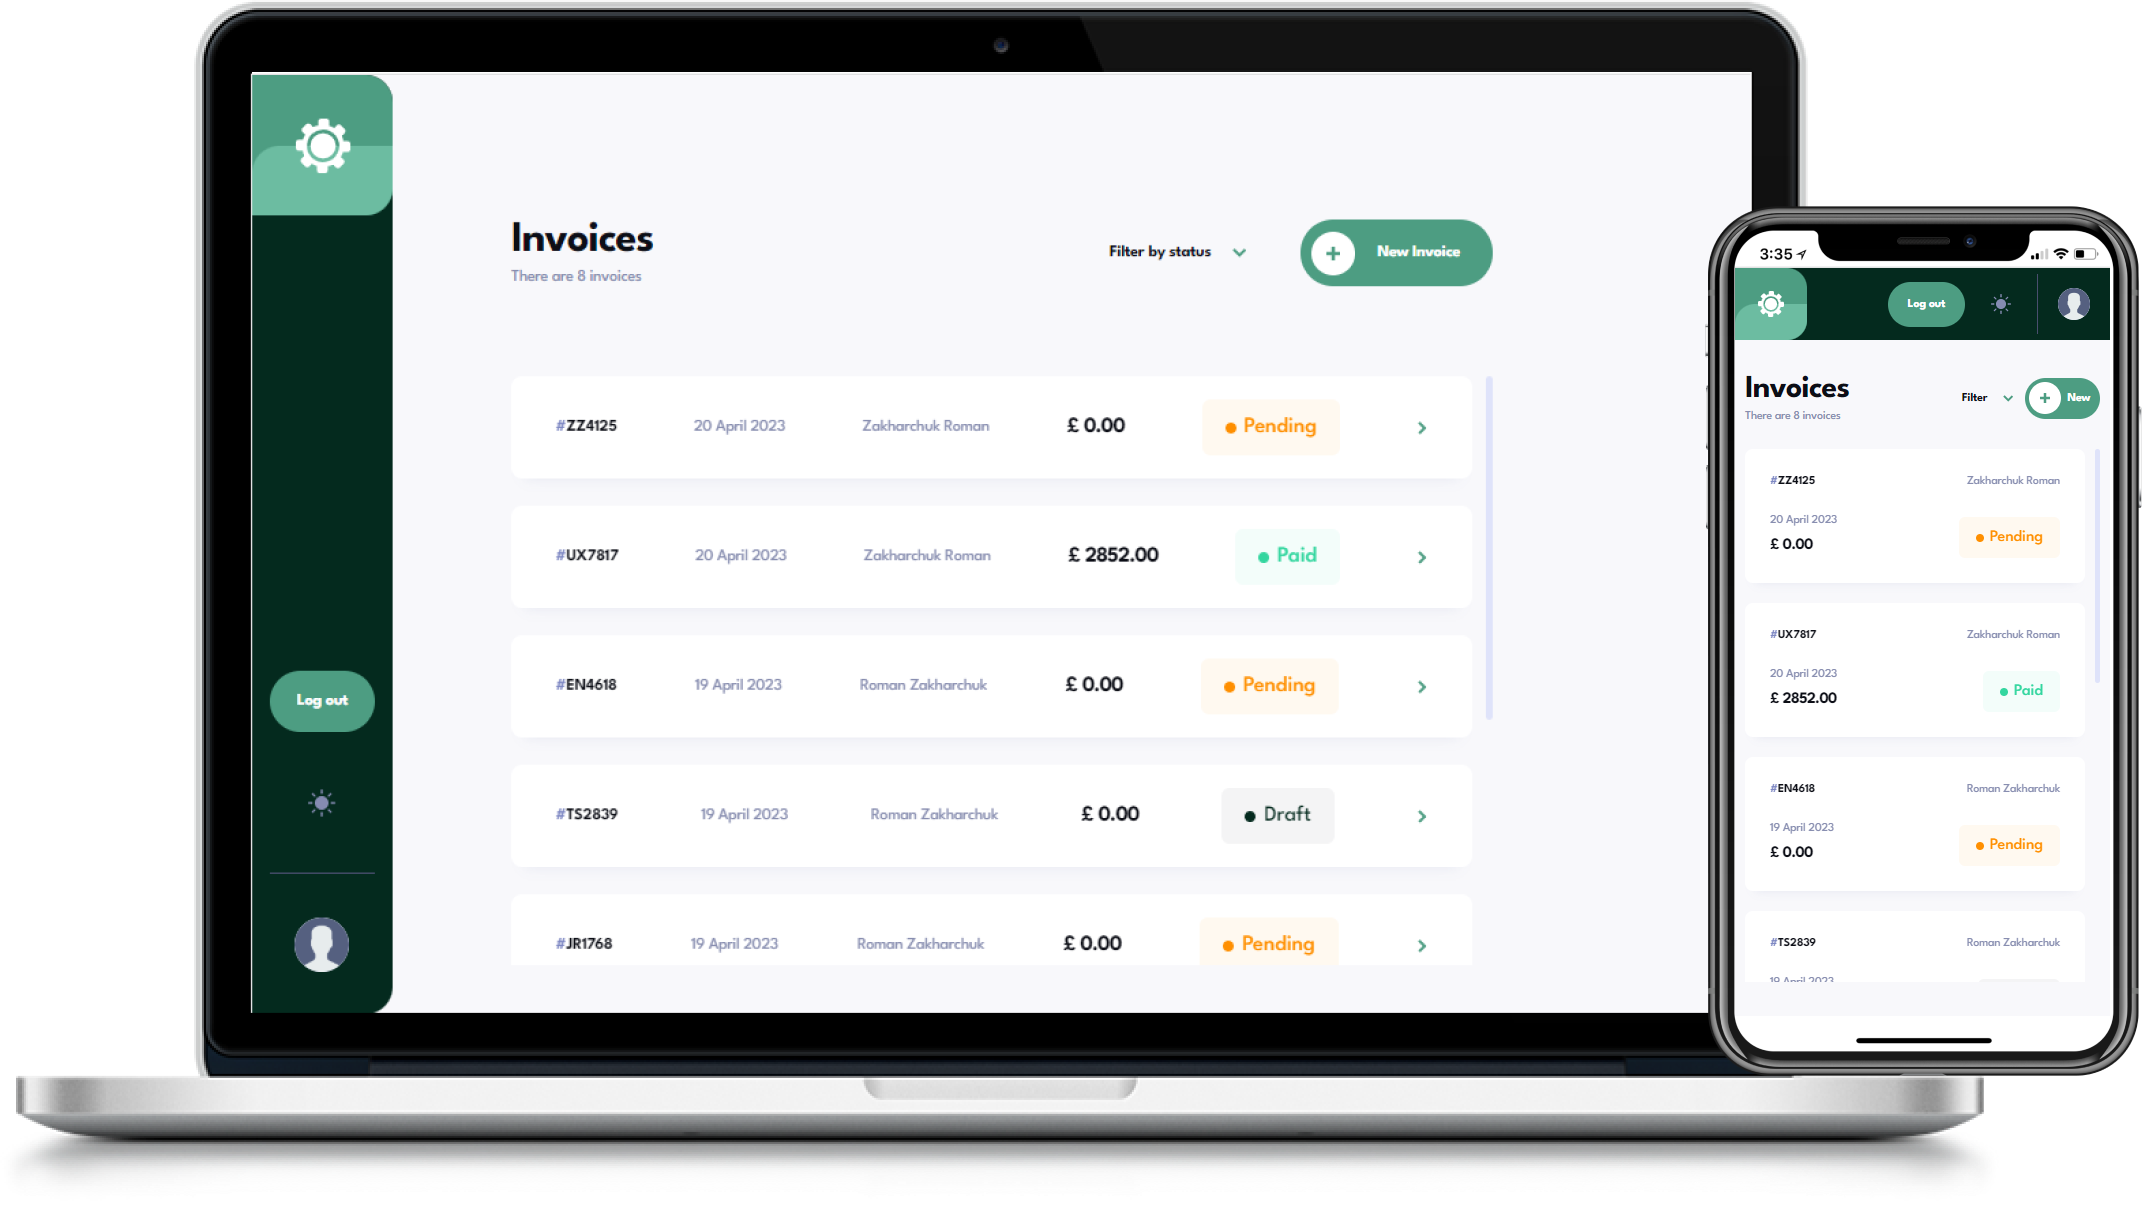 Invoices
There are 8 invoices
Filter by status
New Invoice
#ZZ4125 20 April 2023 Zakharchuk Roman £ 0.00 Pending
#UX7817 20 April 2023 Zakharchuk Roman £ 2852.00 Paid
#EN4618 19 April 2023 Roman Zakharchuk £ 0.00 Pending
#TS2839 19 April 2023 Roman Zakharchuk £ 0.00 Draft
#JR1768 19 April 2023 Roman Zakharchuk £ 0.00 Pending
Log out
3:35
Log out
Invoices
There are 8 invoices
Filter
New
#ZZ4125 Zakharchuk Roman
20 April 2023
£ 0.00 Pending
#UX7817 Zakharchuk Roman
20 April 2023
£ 2852.00 Paid
#EN4618 Roman Zakharchuk
19 April 2023
£ 0.00 Pending
#TS2839 Roman Zakharchuk
19 April 2023